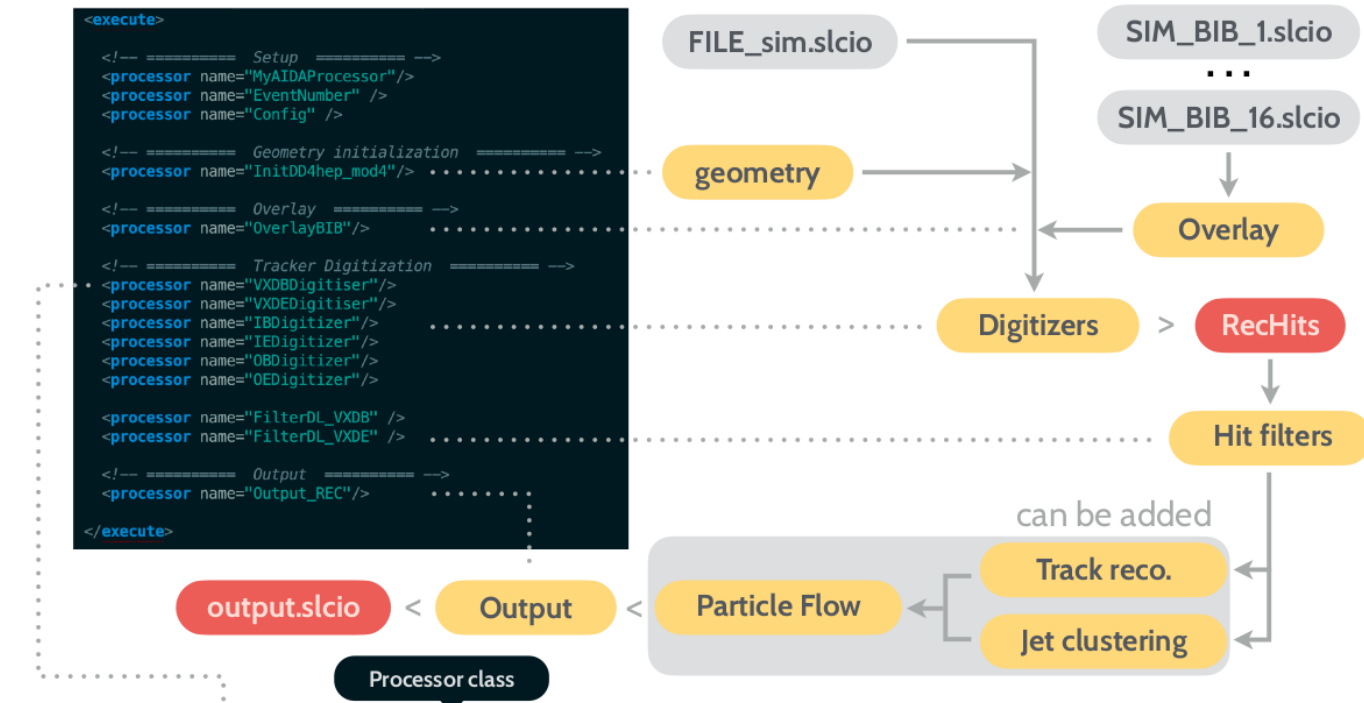 <execute>
<!-- ========== Setup ========== -->
<processor name="MyAIDAProcessor"/>
<processor name="EventNumber" />
<processor name="Config" />
<!-- ========== Geometry initialization ========== -->
<processor name="InitDD4hep_mod4"/>
<!-- ========== Overlay ========== -->
<processor name="OverlayBIB"/>
<!-- ========== Tracker Digitization ========== -->
<processor name="VXDBDigitiser"/>
<processor name="VXDEDigitiser"/>
<processor name="IBDigitizer"/>
<processor name="IEDigitizer"/>
<processor name="OBDigitizer"/>
<processor name="OEDigitizer"/>
<processor name="FilterDL_VXDB" />
<processor name="FilterDL_VXDE" />
<!-- ========== Output ========== -->
<processor name="Output_REC"/>
</execute>
FILE_sim.slcio
SIM_BIB_1.slcio
...
SIM_BIB_16.slcio
geometry
Overlay
Digitizers > RecHits
Hit filters
can be added
Track reco.
Jet clustering
output.slcio < Output < Particle Flow
Processor class